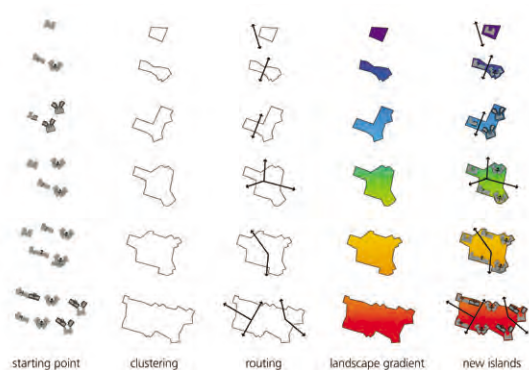 starting point
clustering
routing
landscape gradient
new islands